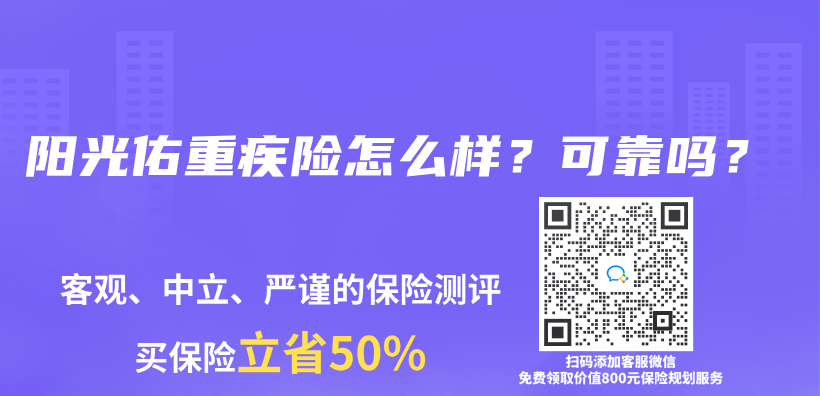 阳光佑重疾险怎么样？可靠吗？
客观、中立、严谨的保险测评
买保险立省50%
扫码添加客服微信
免费领取价值800元保险规划服务